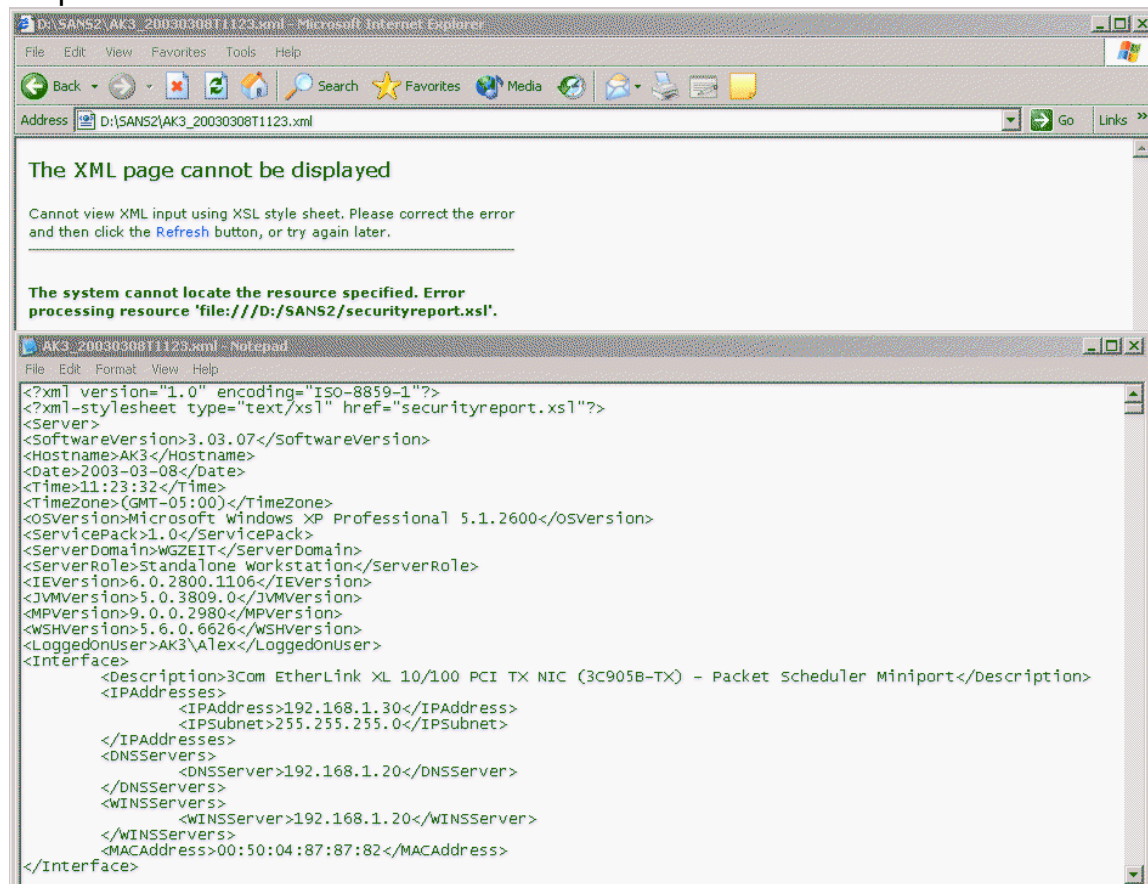 D:\SANS2\AK3_20030308T1123.xml - Microsoft Internet Explorer
File Edit View Favorites Tools Help
Back Search Favorites Media
Address D:\SANS2\AK3_20030308T1123.xml Go Links »
The XML page cannot be displayed
Cannot view XML input using XSL style sheet. Please correct the error
and then click the Refresh button, or try again later.
The system cannot locate the resource specified. Error
processing resource 'file:///D:/SANS2/securityreport.xsl'.
AK3_20030308T1123.xml - Notepad
File Edit Format View Help
<?xml version="1.0" encoding="ISO-8859-1"?>
<?xml-stylesheet type="text/xsl" href="securityreport.xsl"?>
<Server>
<SoftwareVersion>3.03.07</SoftwareVersion>
<Hostname>AK3</Hostname>
<Date>2003-03-08</Date>
<Time>11:23:32</Time>
<TimeZone>(GMT-05:00)</TimeZone>
<OSVersion>Microsoft Windows XP Professional 5.1.2600</OSVersion>
<ServicePack>1.0</ServicePack>
<ServerDomain>WGZEIT</ServerDomain>
<ServerRole>Standalone Workstation</ServerRole>
<IEVersion>6.0.2800.1106</IEVersion>
<JVMVersion>5.0.3809.0</JVMVersion>
<MPVersion>9.0.0.2980</MPVersion>
<WSHVersion>5.6.0.6626</WSHVersion>
<LoggedOnUser>AK3\Alex</LoggedOnUser>
<Interface>
<Description>3Com EtherLink XL 10/100 PCI TX NIC (3C905B-TX) - Packet Scheduler Miniport</Description>
<IPAddresses>
<IPAddress>192.168.1.30</IPAddress>
<IPSubnet>255.255.255.0</IPSubnet>
</IPAddresses>
<DNSServers>
<DNSServer>192.168.1.20</DNSServer>
</DNSServers>
<WINSServers>
<WINSServer>192.168.1.20</WINSServer>
</WINSServers>
<MACAddress>00:50:04:87:87:82</MACAddress>
</Interface>